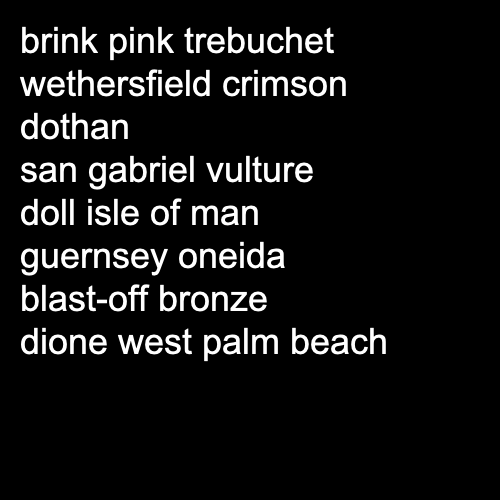 brink pink trebuchet
wethersfield crimson
dothan
san gabriel vulture
doll isle of man
guernsey oneida
blast-off bronze
dione west palm beach